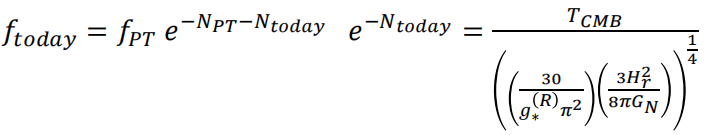 f_{today} = f_{PT} e^{-N_{PT}-N_{today}}   e^{-N_{today}} = \frac{T_{CMB}}{\left(\left(\frac{30}{g_*^{(R)}\pi^2}\right)\left(\frac{3H_r^2}{8\pi G_N}\right)\right)^{\frac{1}{4}}}